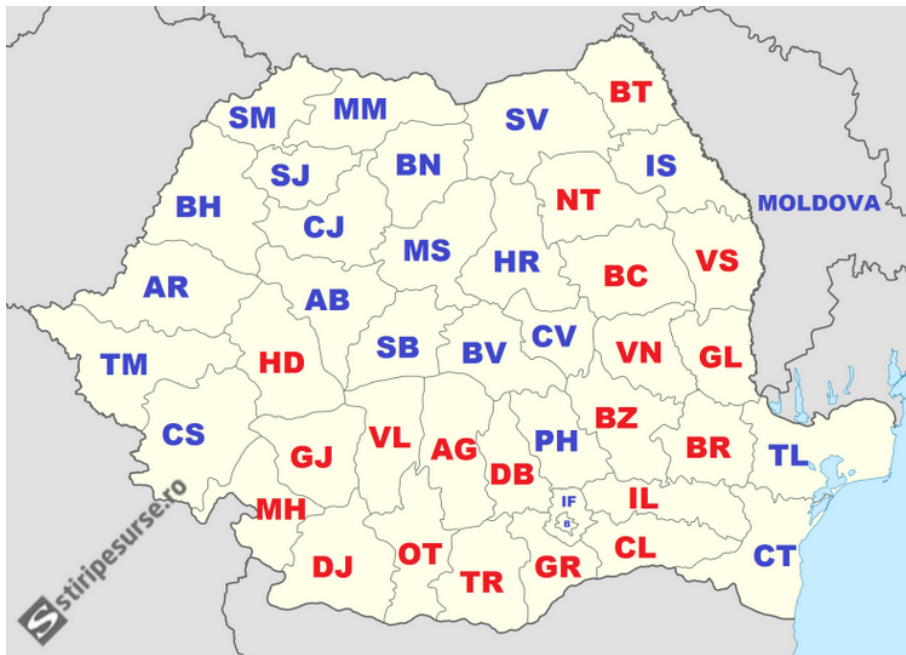 BT
MM
SM
SV
BN
IS
SJ
NT
BH
MOLDOVA
CJ
MS
HR
VS
BC
AR
AB
CV
SB
BV
VN
GL
TM
HD
BZ
CS
VL
PH
AG
BR
TL
GJ
DB
IL
IF
MH
B
OT
CL
CT
DJ
GR
TR
S stiripesurse.ro